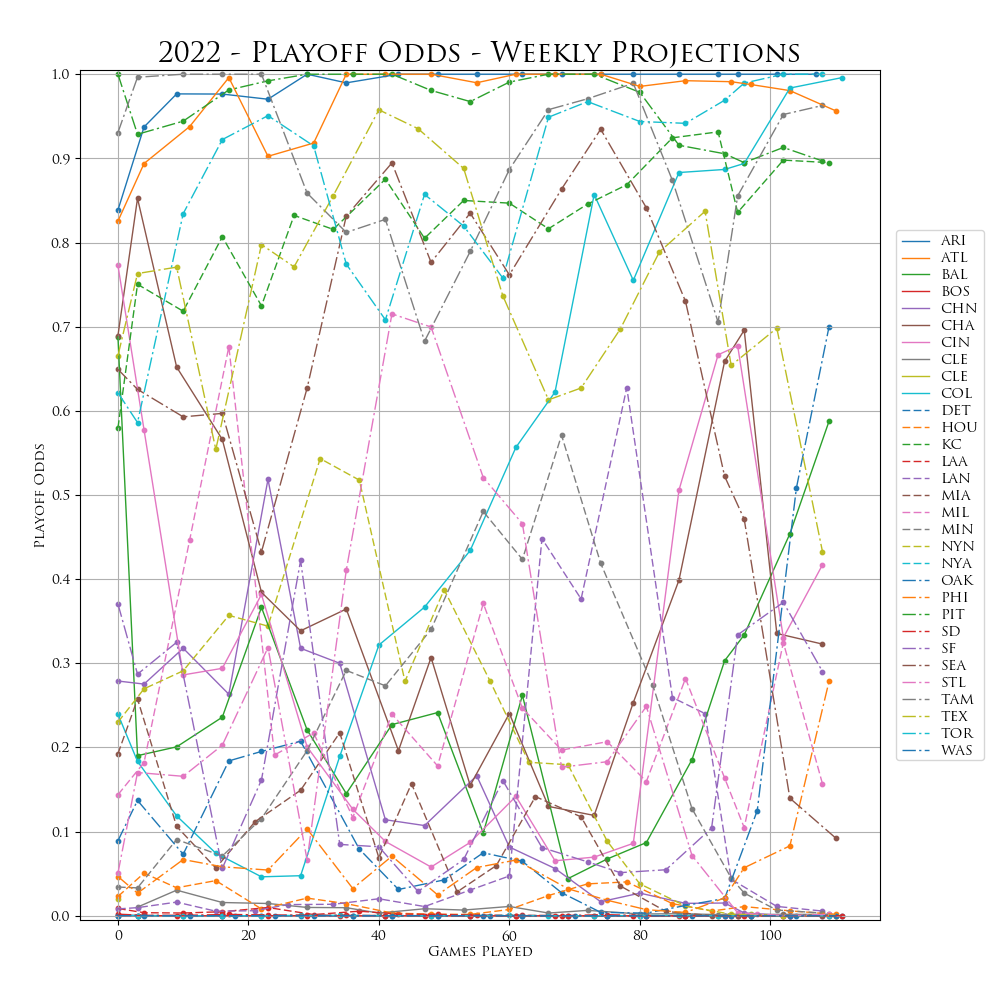 2022 - Playoff Odds - Weekly Projections
1.0
0.9
0.8
0.7
0.6
0.5
0.4
0.3
0.2
0.1
0.0
Playoff Odds
0 20 40 60 80 100
Games Played
ARI
ATL
BAL
BOS
CHN
CHA
CIN
CLE
CLE
COL
DET
HOU
KC
LAA
LAN
MIA
MIL
MIN
NYN
NYA
OAK
PHI
PIT
SD
SF
SEA
STL
TAM
TEX
TOR
WAS